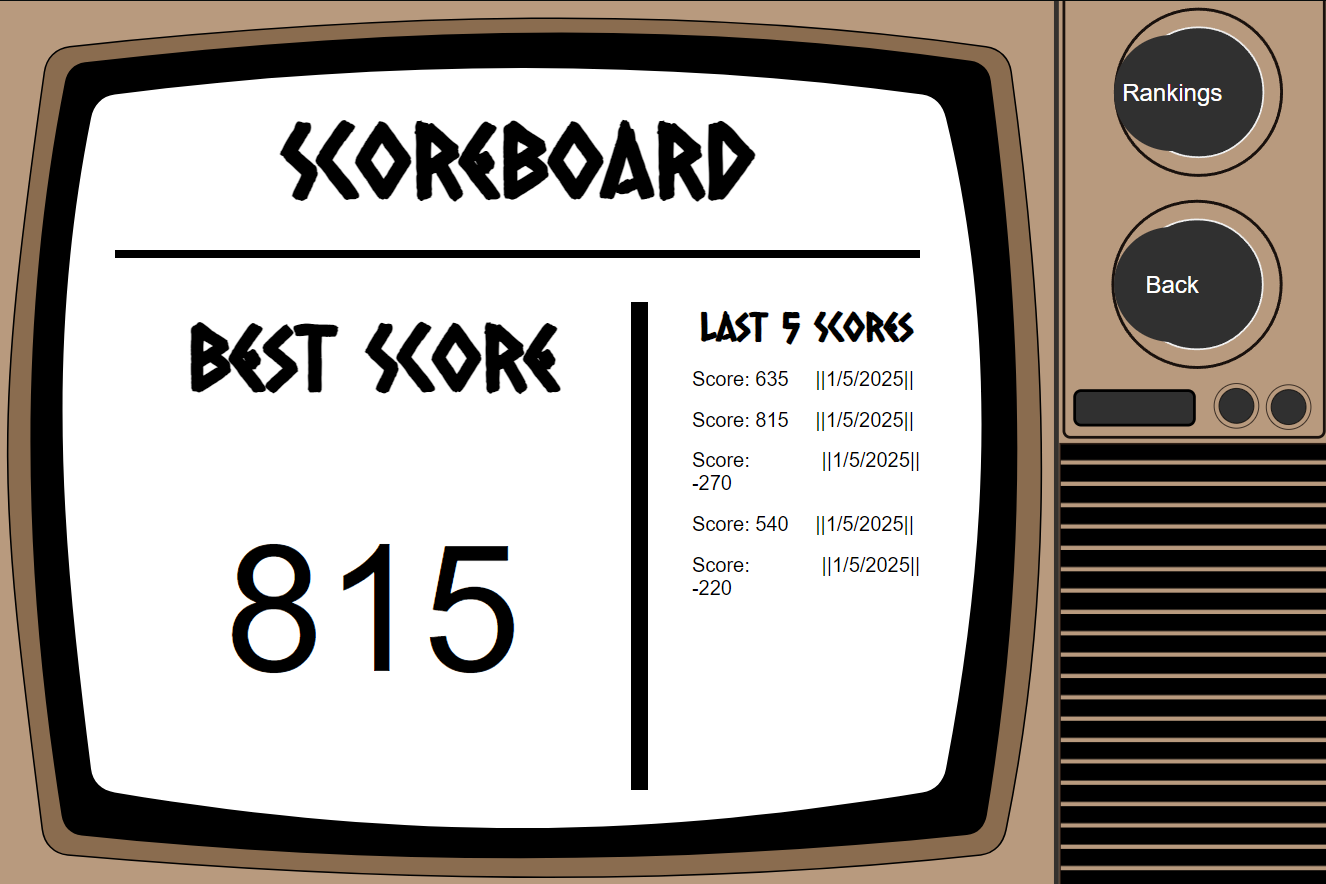 SCOREBOARD
BEST SCORE
815
LAST 5 SCORES
Score: 635 ||1/5/2025||
Score: 815 ||1/5/2025||
Score: ||1/5/2025||
-270
Score: 540 ||1/5/2025||
Score: ||1/5/2025||
-220
Rankings
Back